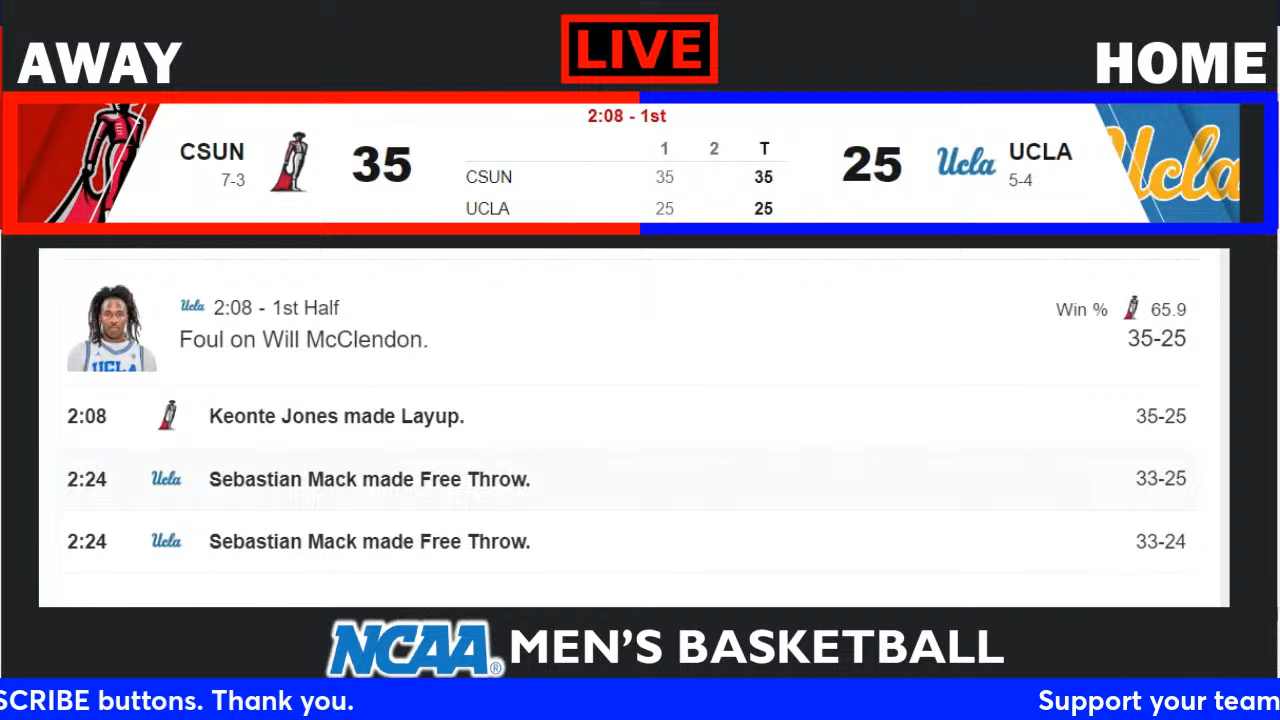 LIVE
AWAY
HOME
2:08 - 1st
CSUN
7-3
35
1 2 T
CSUN 35 35
UCLA 25 25
25
Ucla
UCLA
5-4
Ucla
Ucla 2:08 - 1st Half
Foul on Will McClendon.
UCLA
Win % 65.9
35-25
2:08 Keonte Jones made Layup. 35-25
2:24 Ucla Sebastian Mack made Free Throw. 33-25
2:24 Ucla Sebastian Mack made Free Throw. 33-24
NCAA® MEN'S BASKETBALL
SCRIBE buttons. Thank you. Support your team